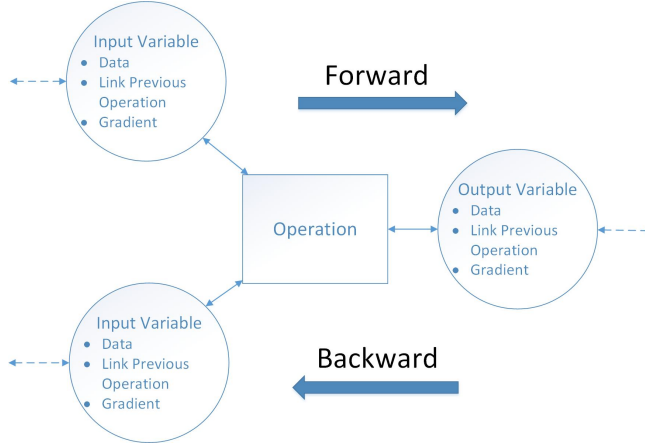 Input Variable
• Data
• Link Previous
Operation
• Gradient
Forward
Operation
Output Variable
• Data
• Link Previous
Operation
• Gradient
Input Variable
• Data
• Link Previous
Operation
• Gradient
Backward